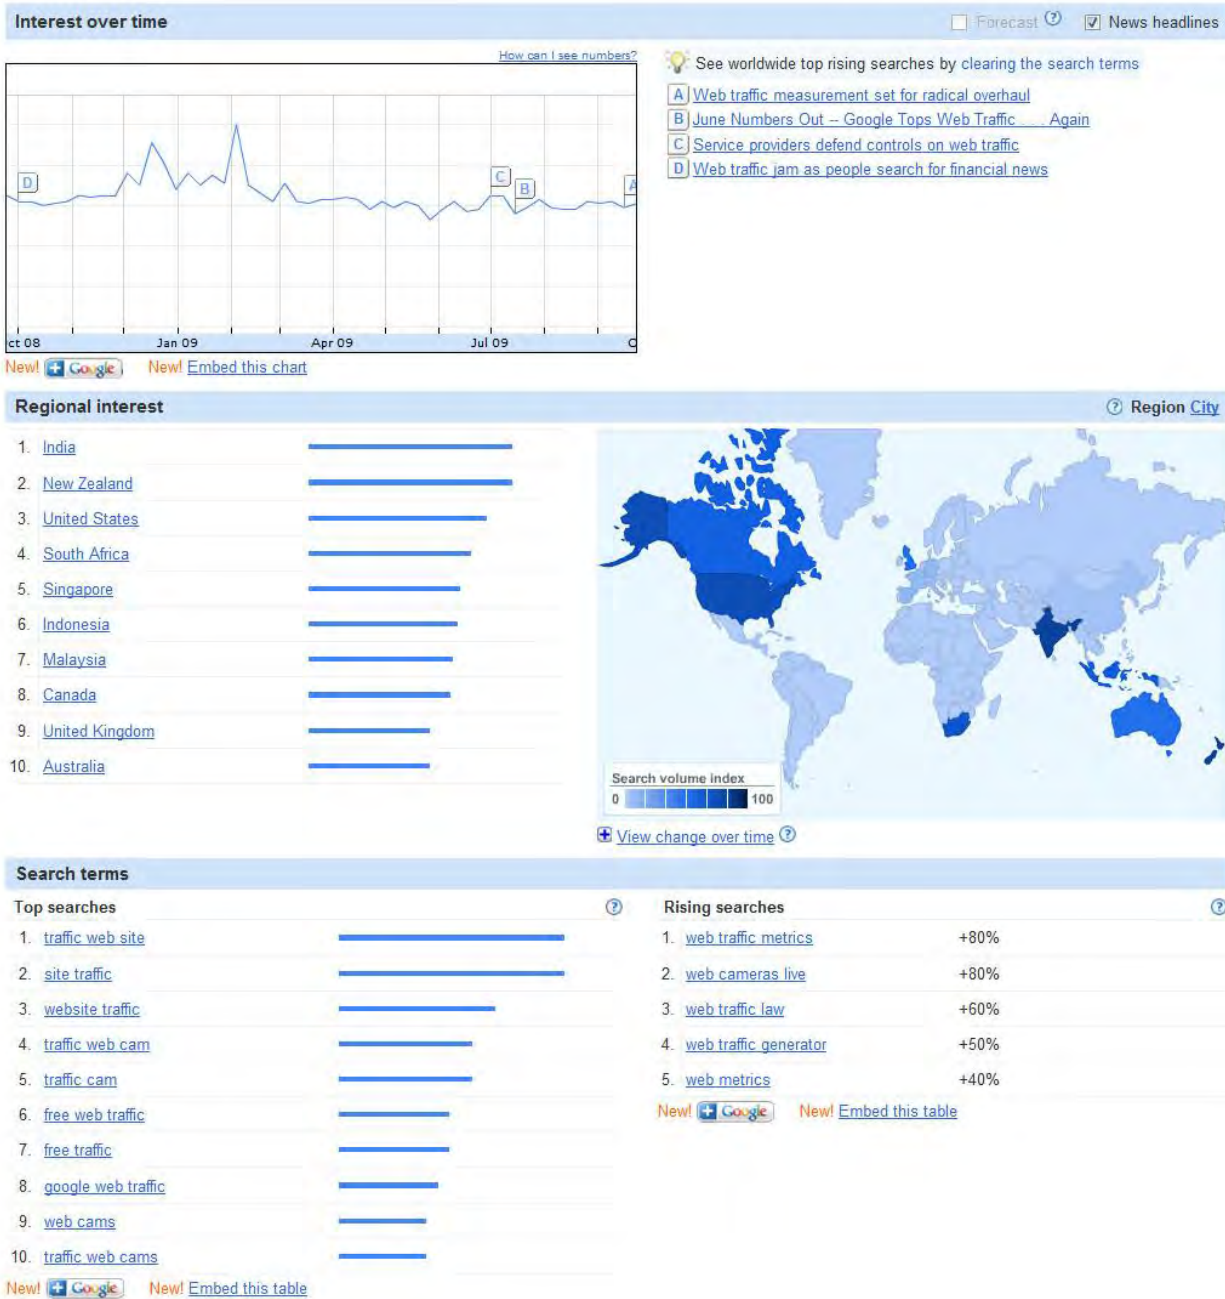 Interest over time
Forecast ? News headlines
How can I see numbers?
D
C
B
A
ct 08 Jan 09 Apr 09 Jul 09 O
New! Google New! Embed this chart
See worldwide top rising searches by clearing the search terms
A Web traffic measurement set for radical overhaul
B June Numbers Out -- Google Tops Web Traffic . . . Again
C Service providers defend controls on web traffic
D Web traffic jam as people search for financial news
Regional interest
? Region City
1. India
2. New Zealand
3. United States
4. South Africa
5. Singapore
6. Indonesia
7. Malaysia
8. Canada
9. United Kingdom
10. Australia
Search volume index
0 100
View change over time ?
Search terms
Top searches ?
1. traffic web site
2. site traffic
3. website traffic
4. traffic web cam
5. traffic cam
6. free web traffic
7. free traffic
8. google web traffic
9. web cams
10. traffic web cams
New! Google New! Embed this table
Rising searches ?
1. web traffic metrics +80%
2. web cameras live +80%
3. web traffic law +60%
4. web traffic generator +50%
5. web metrics +40%
New! Google New! Embed this table